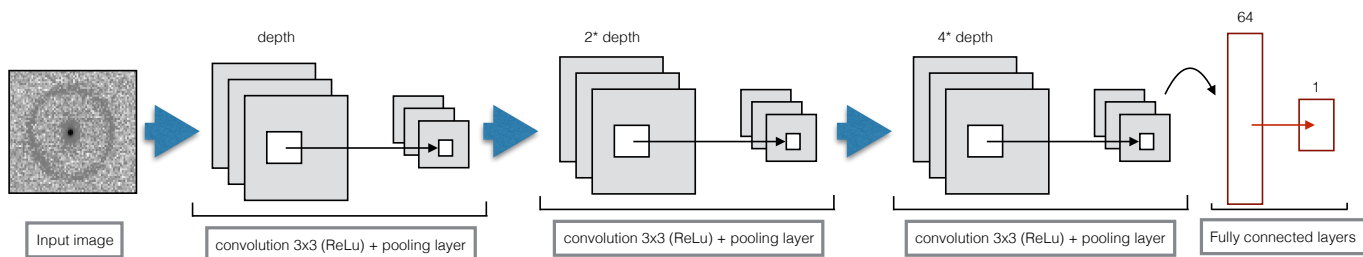 depth
2* depth
4* depth
64
1
Input image
convolution 3x3 (ReLu) + pooling layer
convolution 3x3 (ReLu) + pooling layer
convolution 3x3 (ReLu) + pooling layer
Fully connected layers